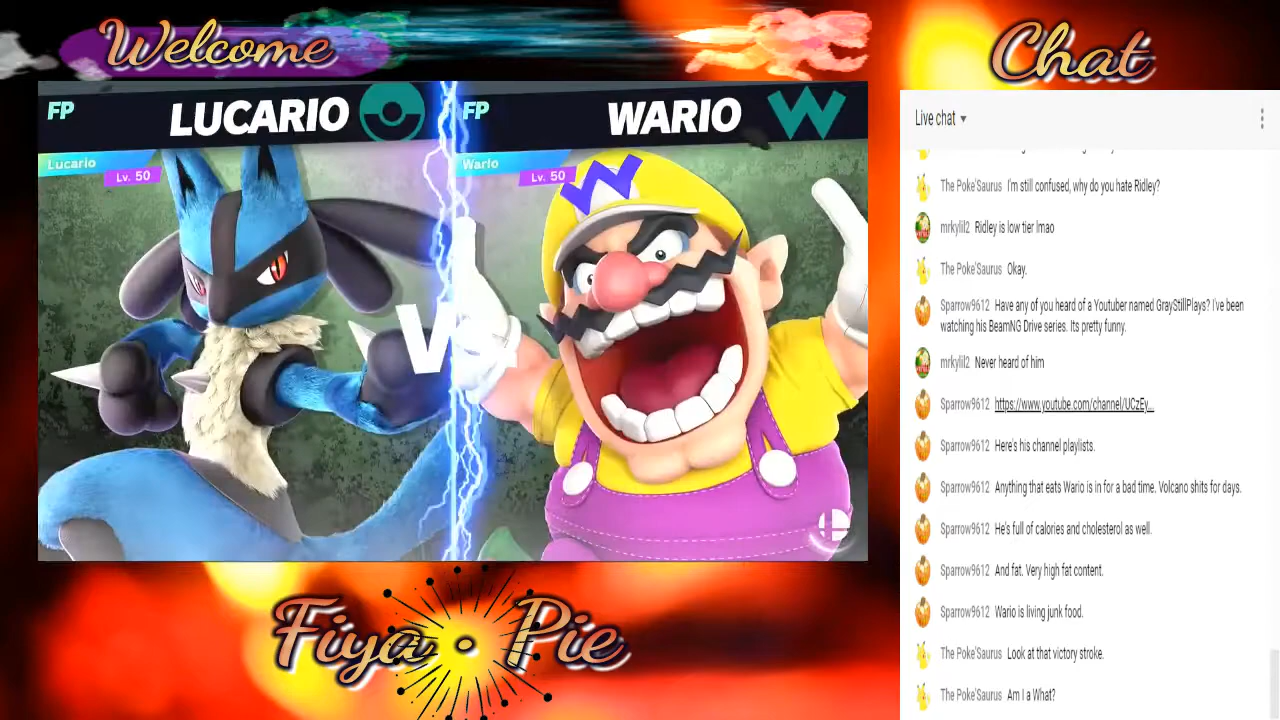 Welcome
Chat
FP
LUCARIO
FP
WARIO
Lucario
Lv. 50
Wario
Lv. 50
Fiya • Pie
Live chat
The Poke'Saurus I'm still confused, why do you hate Ridley?
mrkylil2 Ridley is low tier lmao
The Poke'Saurus Okay.
Sparrow9612 Have any of you heard of a Youtuber named GrayStillPlays? I've been
watching his BeamNG Drive series. Its pretty funny.
mrkylil2 Never heard of him
Sparrow9612 https://www.youtube.com/channel/UCzEy...
Sparrow9612 Here's his channel playlists.
Sparrow9612 Anything that eats Wario is in for a bad time. Volcano shits for days.
Sparrow9612 He's full of calories and cholesterol as well.
Sparrow9612 And fat. Very high fat content.
Sparrow9612 Wario is living junk food.
The Poke'Saurus Look at that victory stroke.
The Poke'Saurus Am I a What?